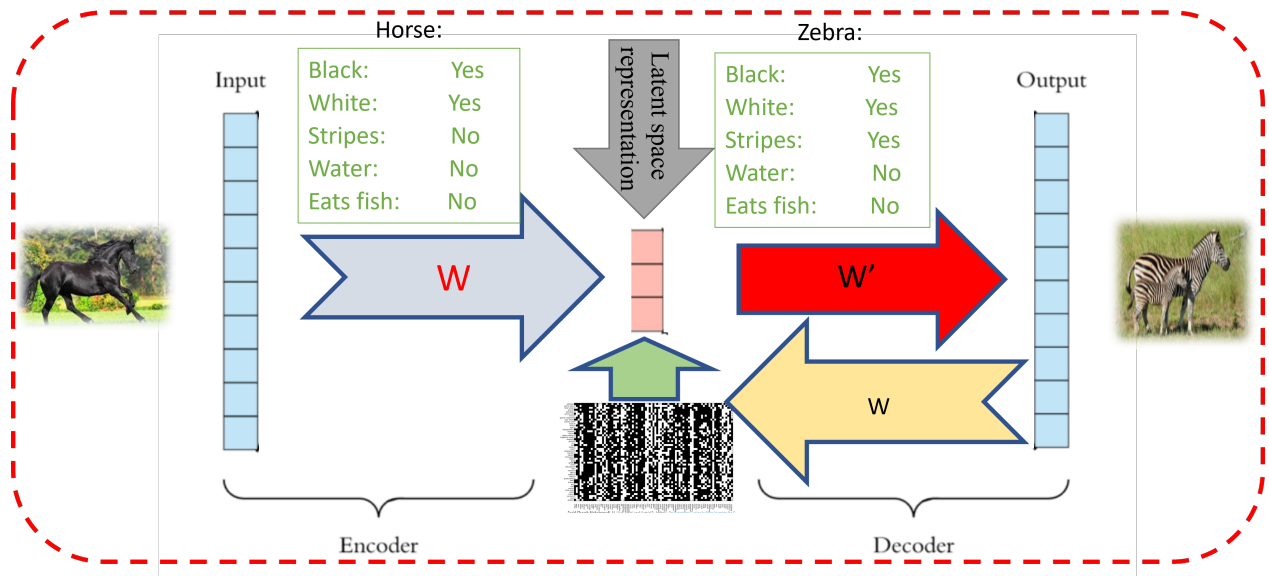 Horse:
Zebra:
Input
Black: Yes
White: Yes
Stripes: No
Water: No
Eats fish: No
Latent space
representation
Black: Yes
White: Yes
Stripes: Yes
Water: No
Eats fish: No
Output
W
W’
W
Encoder
Decoder